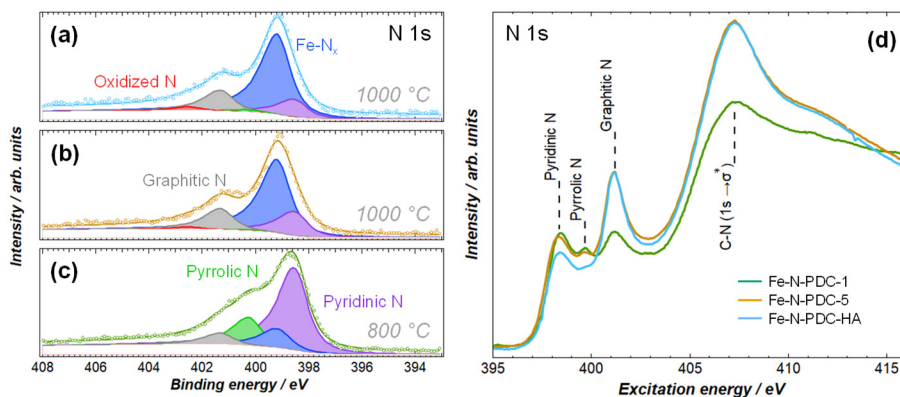 (a)
N 1s
Fe-Nx
Oxidized N
1000 °C
(b)
Graphitic N
1000 °C
(c)
Pyrrolic N
Pyridinic N
800 °C
Intensity / arb. units
408 406 404 402 400 398 396 394
Binding energy / eV
N 1s
(d)
Pyridinic N
Pyrrolic N
Graphitic N
C-N (1s →σ*)
Fe-N-PDC-1
Fe-N-PDC-5
Fe-N-PDC-HA
Intensity / arb. units
395 400 405 410 415
Excitation energy / eV